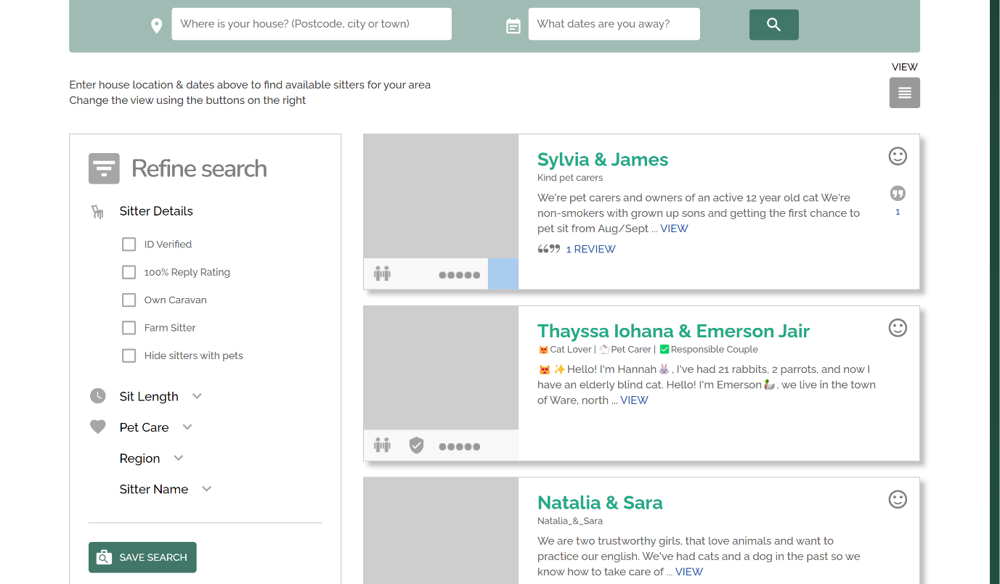 Where is your house? (Postcode, city or town)
What dates are you away?
VIEW
Enter house location & dates above to find available sitters for your area
Change the view using the buttons on the right
Refine search
Sitter Details
ID Verified
100% Reply Rating
Own Caravan
Farm Sitter
Hide sitters with pets
Sit Length
Pet Care
Region
Sitter Name
SAVE SEARCH
Sylvia & James
Kind pet carers
We're pet carers and owners of an active 12 year old cat We're
non-smokers with grown up sons and getting the first chance to
pet sit from Aug/Sept ... VIEW
1 REVIEW
1
Thayssa Iohana & Emerson Jair
😻Cat Lover | 🐁Pet Carer | ✅Responsible Couple
😻✨Hello! I'm Hannah🐰, I've had 21 rabbits, 2 parrots, and now I
have an elderly blind cat. Hello! I'm Emerson🦆, we live in the town
of Ware, north ... VIEW
Natalia & Sara
Natalia_&_Sara
We are two trustworthy girls, that love animals and want to
practice our english. We've had cats and a dog in the past so we
know how to take care of ... VIEW